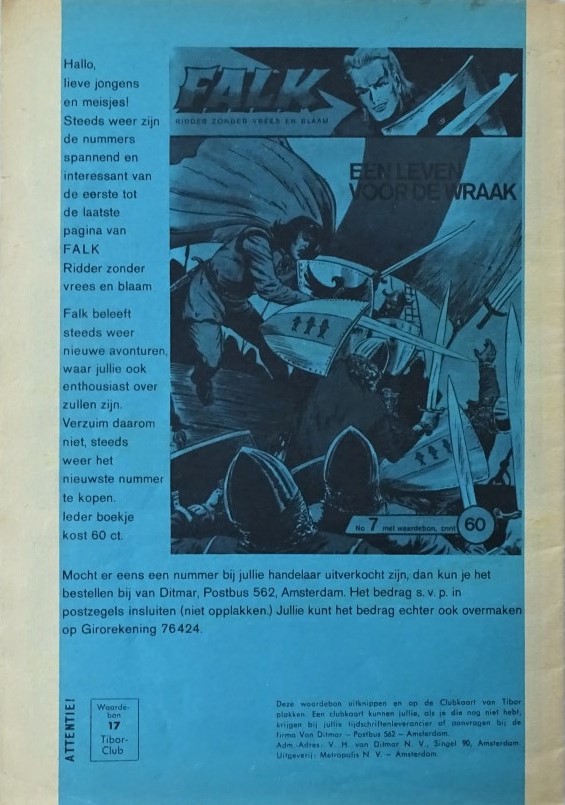 Hallo,
lieve jongens
en meisjes!
Steeds weer zijn
de nummers
spannend en
interessant van
de eerste tot
de laatste
pagina van
FALK
Ridder zonder
vrees en blaam
Falk beleeft
steeds weer
nieuwe avonturen,
waar jullie ook
enthousiast over
zullen zijn.
Verzuim daarom
niet, steeds
weer het
nieuwste nummer
te kopen.
Ieder boekje
kost 60 ct.
FALK
RIDDER ZONDER VREES EN BLAAM
EEN LEVEN
VOOR DE WRAAK
No 7 met waardebon, cent 60
Mocht er eens een nummer bij jullie handelaar uitverkocht zijn, dan kun je het
bestellen bij van Ditmar, Postbus 562, Amsterdam. Het bedrag s. v. p. in
postzegels insluiten (niet opplakken.) Jullie kunt het bedrag echter ook overmaken
op Girorekening 76424.
ATTENTIE!
Waarde-
bon
17
Tibor-
Club
Deze waardebon uitknippen en op de Clubkaart van Tibor
plakken. Een clubkaart kunnen jullie, als je die nog niet hebt,
krijgen bij jullie tijdschriftenleverancier of aanvragen bij de
firma Van Ditmar – Postbus 562 – Amsterdam.
Adm. Adres: V. H. van Ditmar N. V., Singel 90, Amsterdam.
Uitgeverij: Metropolis N. V. – Amsterdam.